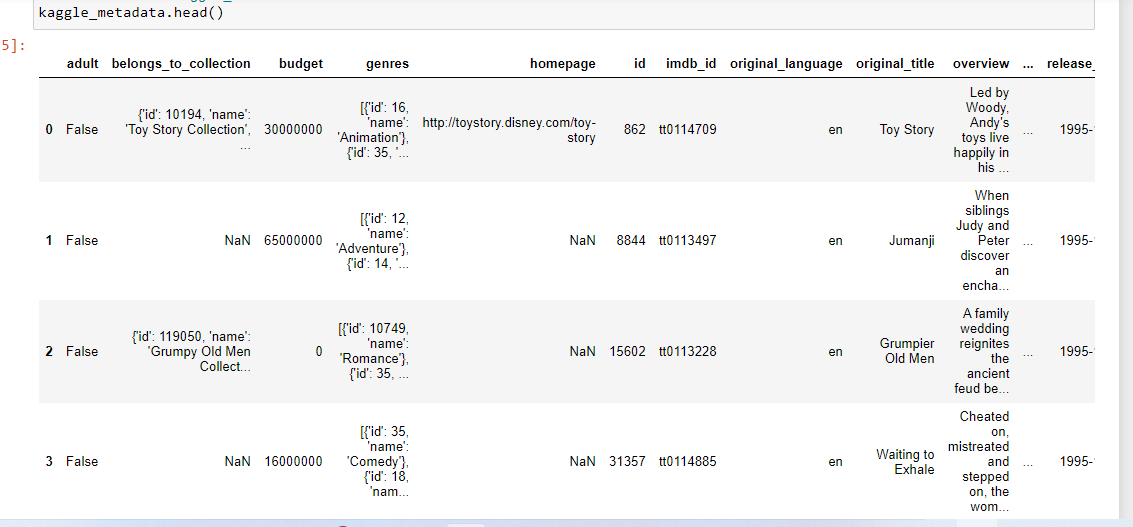 kaggle_metadata.head()
5]:
adult belongs_to_collection budget genres homepage id imdb_id original_language original_title overview ... release_
0 False {'id': 10194, 'name': 'Toy Story Collection', ... 30000000 [{'id': 16, 'name': 'Animation'}, {'id': 35, '... http://toystory.disney.com/toy-story 862 tt0114709 en Toy Story Led by Woody, Andy's toys live happily in his ... ... 1995-
1 False NaN 65000000 [{'id': 12, 'name': 'Adventure'}, {'id': 14, '... NaN 8844 tt0113497 en Jumanji When siblings Judy and Peter discover an encha... ... 1995-
2 False {'id': 119050, 'name': 'Grumpy Old Men Collect... 0 [{'id': 10749, 'name': 'Romance'}, {'id': 35, ... NaN 15602 tt0113228 en Grumpier Old Men A family wedding reignites the ancient feud be... ... 1995-
3 False NaN 16000000 [{'id': 35, 'name': 'Comedy'}, {'id': 18, 'nam... NaN 31357 tt0114885 en Waiting to Exhale Cheated on, mistreated and stepped on, the wom... ... 1995-